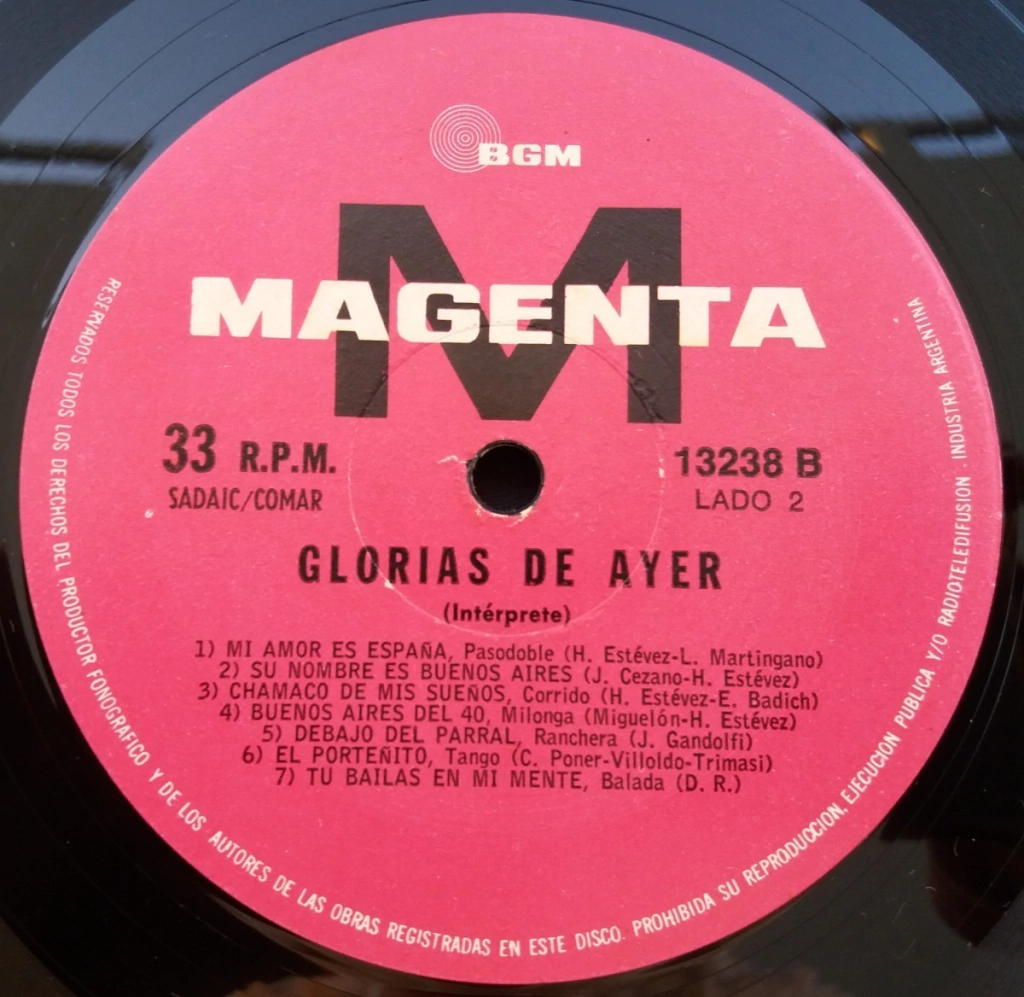 BGM
M
MAGENTA
33 R.P.M.
SADAIC/COMAR
13238 B
LADO 2
GLORIAS DE AYER
(Intérprete)
1) MI AMOR ES ESPAÑA, Pasodoble (H. Estévez-L. Martingano)
2) SU NOMBRE ES BUENOS AIRES (J. Cezano-H. Estévez)
3) CHAMACO DE MIS SUEÑOS, Corrido (H. Estévez-E. Badich)
4) BUENOS AIRES DEL 40, Milonga (Miguelón-H. Estévez)
5) DEBAJO DEL PARRAL, Ranchera (J. Gandolfi)
6) EL PORTEÑITO, Tango (C. Poner-Villoldo-Trimasi)
7) TU BAILAS EN MI MENTE, Balada (D. R.)
RESERVADOS TODOS LOS DERECHOS DEL PRODUCTOR FONOGRAFICO Y DE LOS AUTORES DE LAS OBRAS REGISTRADAS EN ESTE DISCO. PROHIBIDA SU REPRODUCCION, EJECUCION PUBLICA Y/O RADIOTELEDIFUSION . INDUSTRIA ARGENTINA